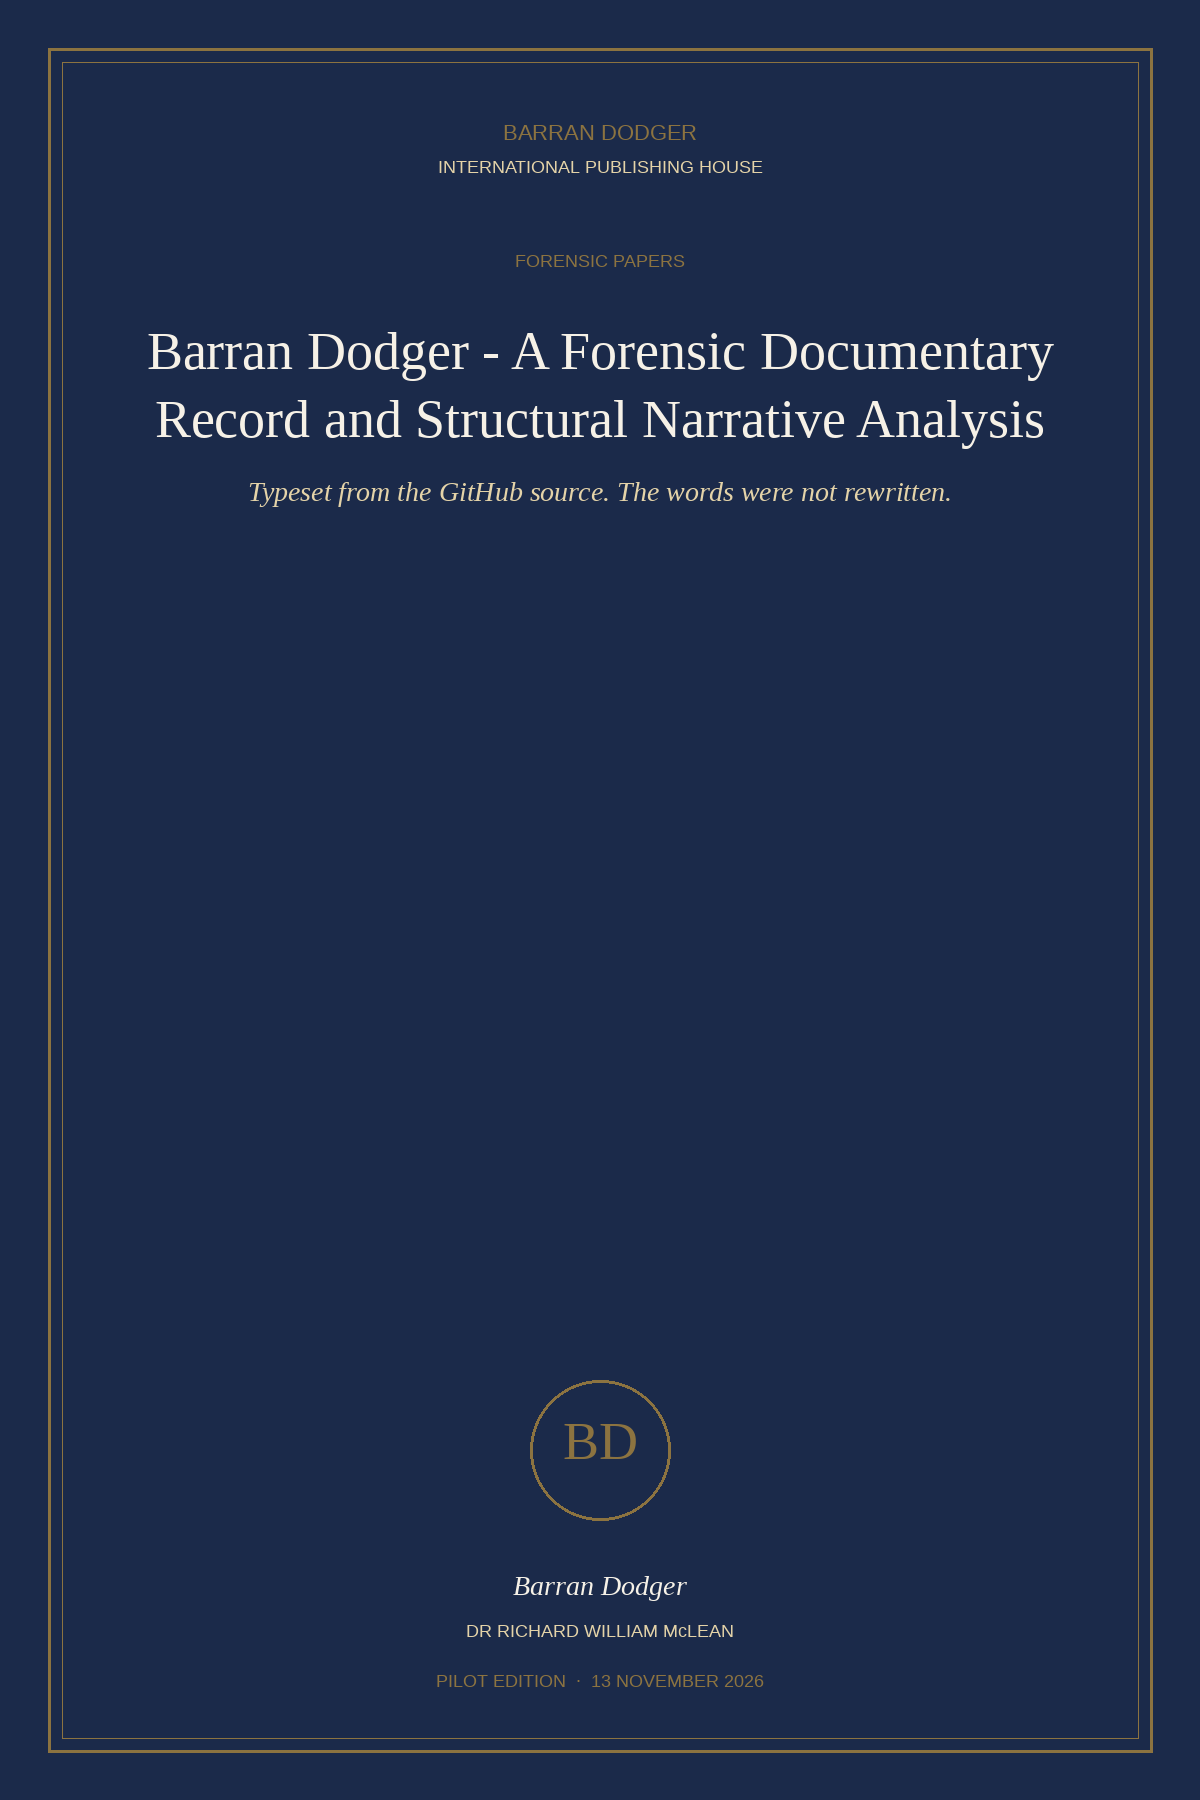 BARRAN DODGER
INTERNATIONAL PUBLISHING HOUSE
FORENSIC PAPERS
Barran Dodger - A Forensic Documentary
Record and Structural Narrative Analysis
Typeset from the GitHub source. The words were not rewritten.
BD
Barran Dodger
DR RICHARD WILLIAM McLEAN
PILOT EDITION · 13 NOVEMBER 2026